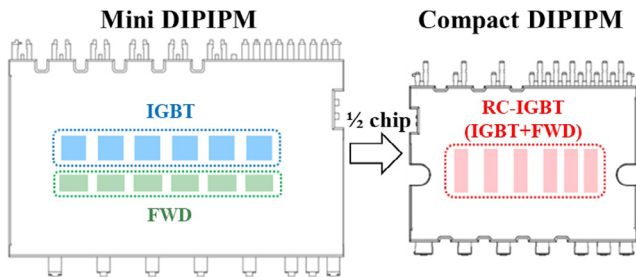 Mini DIPIPM
Compact DIPIPM
IGBT
FWD
½ chip
RC-IGBT
(IGBT+FWD)